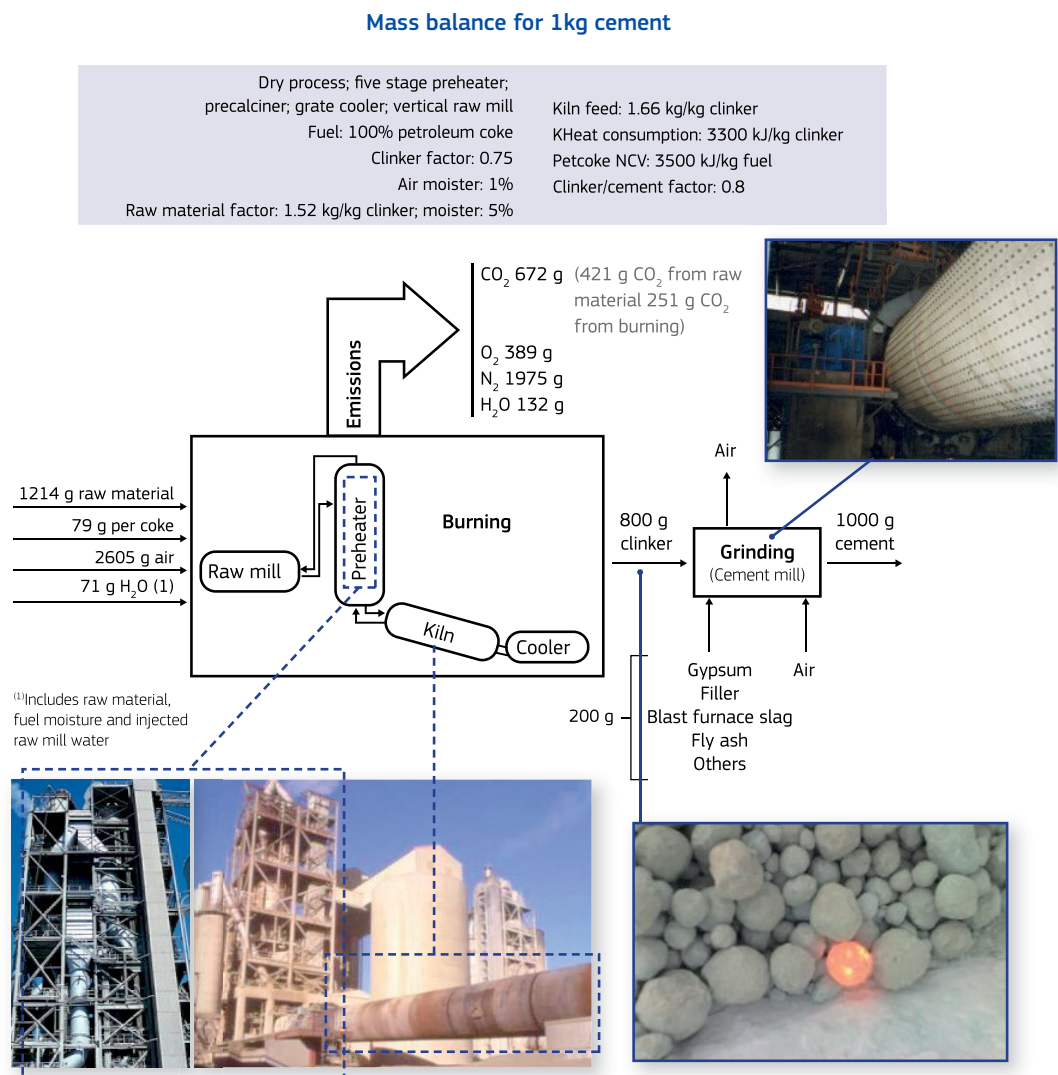 Mass balance for 1kg cement
Dry process; five stage preheater;
precalciner; grate cooler; vertical raw mill
Fuel: 100% petroleum coke
Clinker factor: 0.75
Air moister: 1%
Raw material factor: 1.52 kg/kg clinker; moister: 5%
Kiln feed: 1.66 kg/kg clinker
KHeat consumption: 3300 kJ/kg clinker
Petcoke NCV: 3500 kJ/kg fuel
Clinker/cement factor: 0.8
Emissions
CO₂ 672 g (421 g CO₂ from raw
material 251 g CO₂
from burning)
O₂ 389 g
N₂ 1975 g
H₂O 132 g
1214 g raw material
79 g per coke
2605 g air
71 g H₂O (1)
Raw mill
Preheater
Burning
Kiln
Cooler
800 g
clinker
Air
Grinding
(Cement mill)
1000 g
cement
Gypsum
Filler
Blast furnace slag
Fly ash
Others
Air
200 g
⁽¹⁾Includes raw material,
fuel moisture and injected
raw mill water